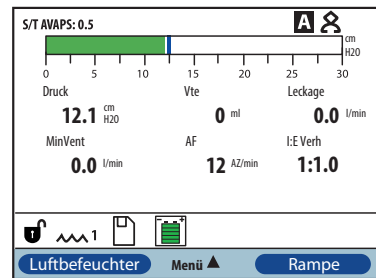 S/T AVAPS: 0.5 A
cm
H2O
0 5 10 15 20 25 30
Druck Vte Leckage
12.1 cm H2O 0 ml 0.0 l/min
MinVent AF I:E Verh
0.0 l/min 12 AZ/min 1:1.0
1 - +
Luftbefeuchter Menü ▲ Rampe